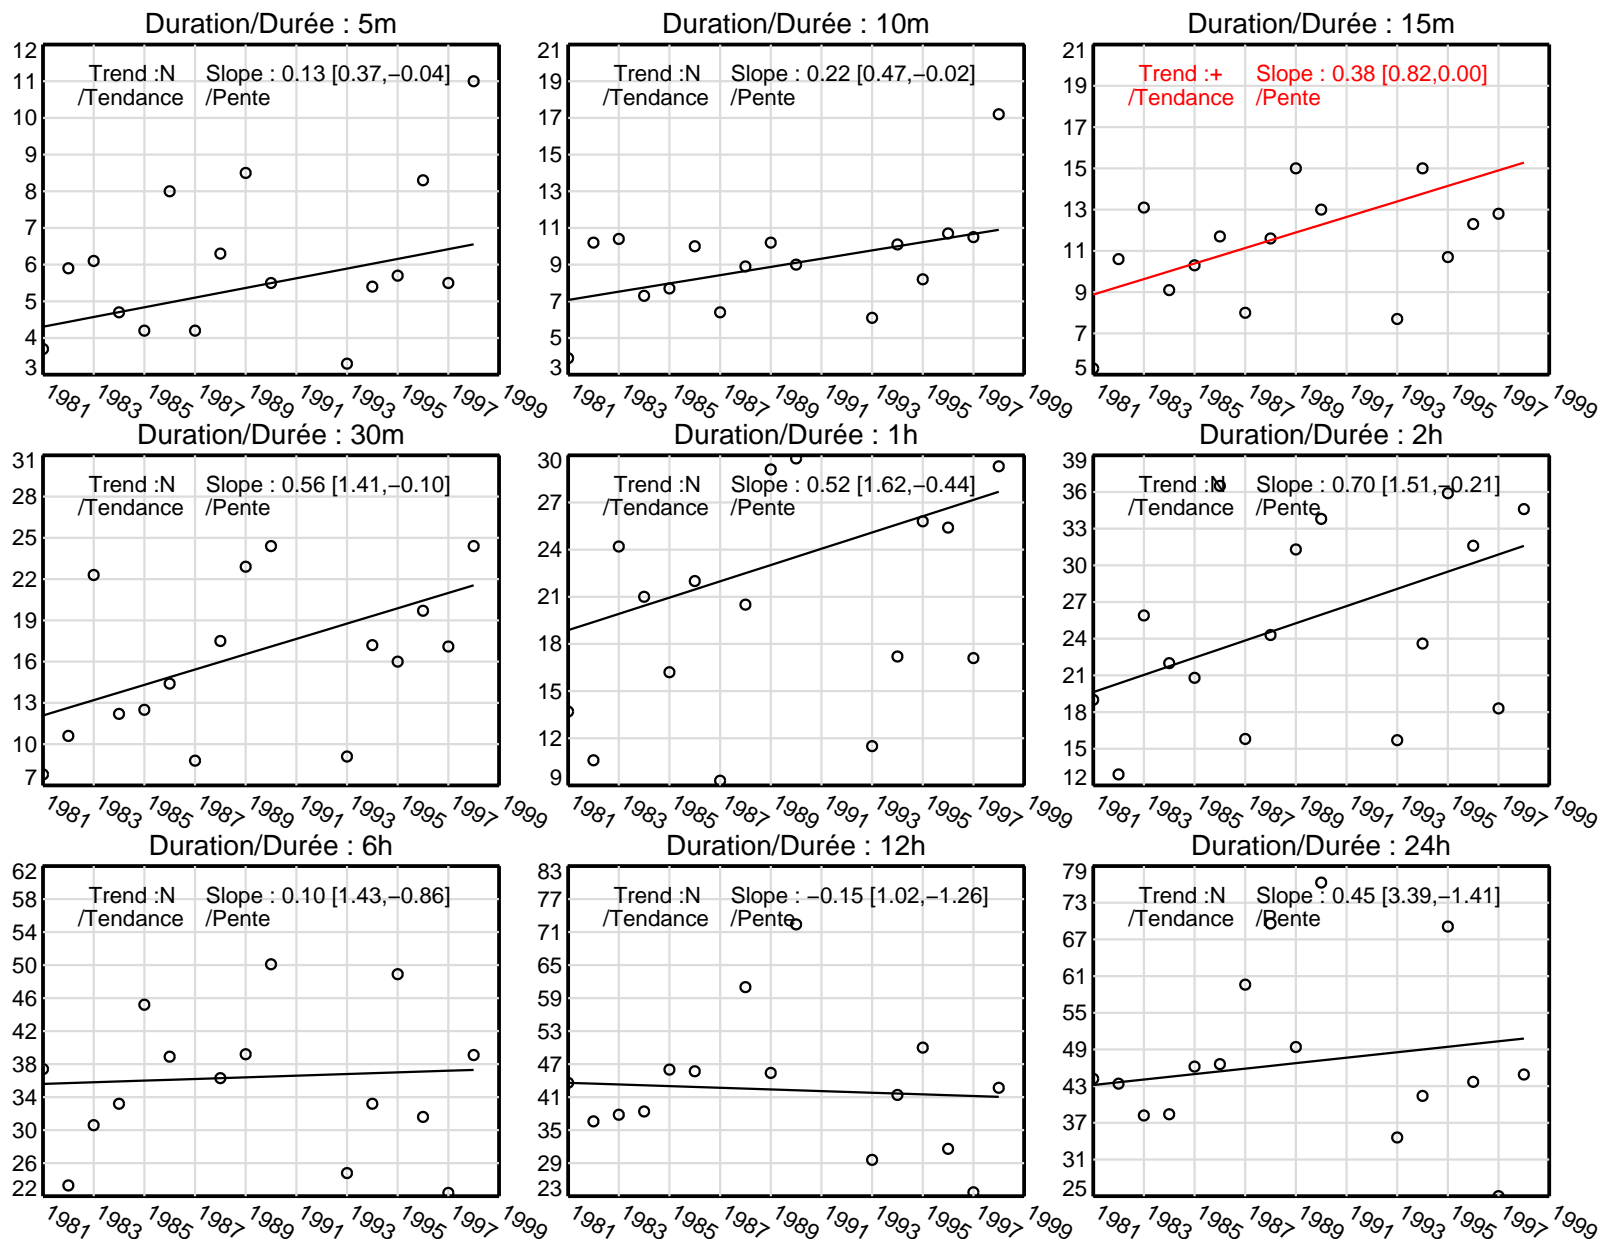 Duration/Durée : 5m
12
11
10
9
8
7
6
5
4
3
Trend :N Slope : 0.13 [0.37,−0.04]
/Tendance /Pente
1981 1983 1985 1987 1989 1991 1993 1995 1997 1999
Duration/Durée : 10m
21
19
17
15
13
11
9
7
5
3
Trend :N Slope : 0.22 [0.47,−0.02]
/Tendance /Pente
1981 1983 1985 1987 1989 1991 1993 1995 1997 1999
Duration/Durée : 15m
21
19
17
15
13
11
9
7
5
Trend :+ Slope : 0.38 [0.82,0.00]
/Tendance /Pente
1981 1983 1985 1987 1989 1991 1993 1995 1997 1999
Duration/Durée : 30m
31
28
25
22
19
16
13
10
7
Trend :N Slope : 0.56 [1.41,−0.10]
/Tendance /Pente
1981 1983 1985 1987 1989 1991 1993 1995 1997 1999
Duration/Durée : 1h
30
27
24
21
18
15
12
9
Trend :N Slope : 0.52 [1.62,−0.44]
/Tendance /Pente
1981 1983 1985 1987 1989 1991 1993 1995 1997 1999
Duration/Durée : 2h
39
36
33
30
27
24
21
18
15
12
Trend :N Slope : 0.70 [1.51,−0.21]
/Tendance /Pente
1981 1983 1985 1987 1989 1991 1993 1995 1997 1999
Duration/Durée : 6h
62
58
54
50
46
42
38
34
30
26
22
Trend :N Slope : 0.10 [1.43,−0.86]
/Tendance /Pente
1981 1983 1985 1987 1989 1991 1993 1995 1997 1999
Duration/Durée : 12h
83
77
71
65
59
53
47
41
35
29
23
Trend :N Slope : −0.15 [1.02,−1.26]
/Tendance /Pente
1981 1983 1985 1987 1989 1991 1993 1995 1997 1999
Duration/Durée : 24h
79
73
67
61
55
49
43
37
31
25
Trend :N Slope : 0.45 [3.39,−1.41]
/Tendance /Pente
1981 1983 1985 1987 1989 1991 1993 1995 1997 1999